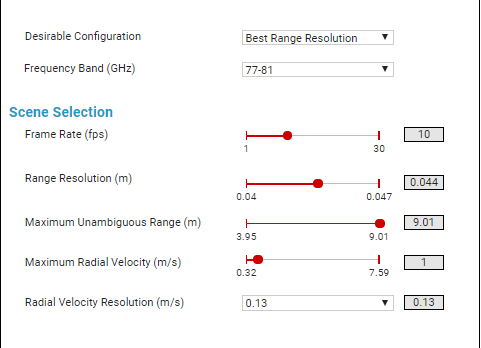 Desirable Configuration Best Range Resolution
Frequency Band (GHz) 77-81
Scene Selection
Frame Rate (fps) 10
1 30
Range Resolution (m) 0.044
0.04 0.047
Maximum Unambiguous Range (m) 9.01
3.95 9.01
Maximum Radial Velocity (m/s) 1
0.32 7.59
Radial Velocity Resolution (m/s) 0.13 0.13